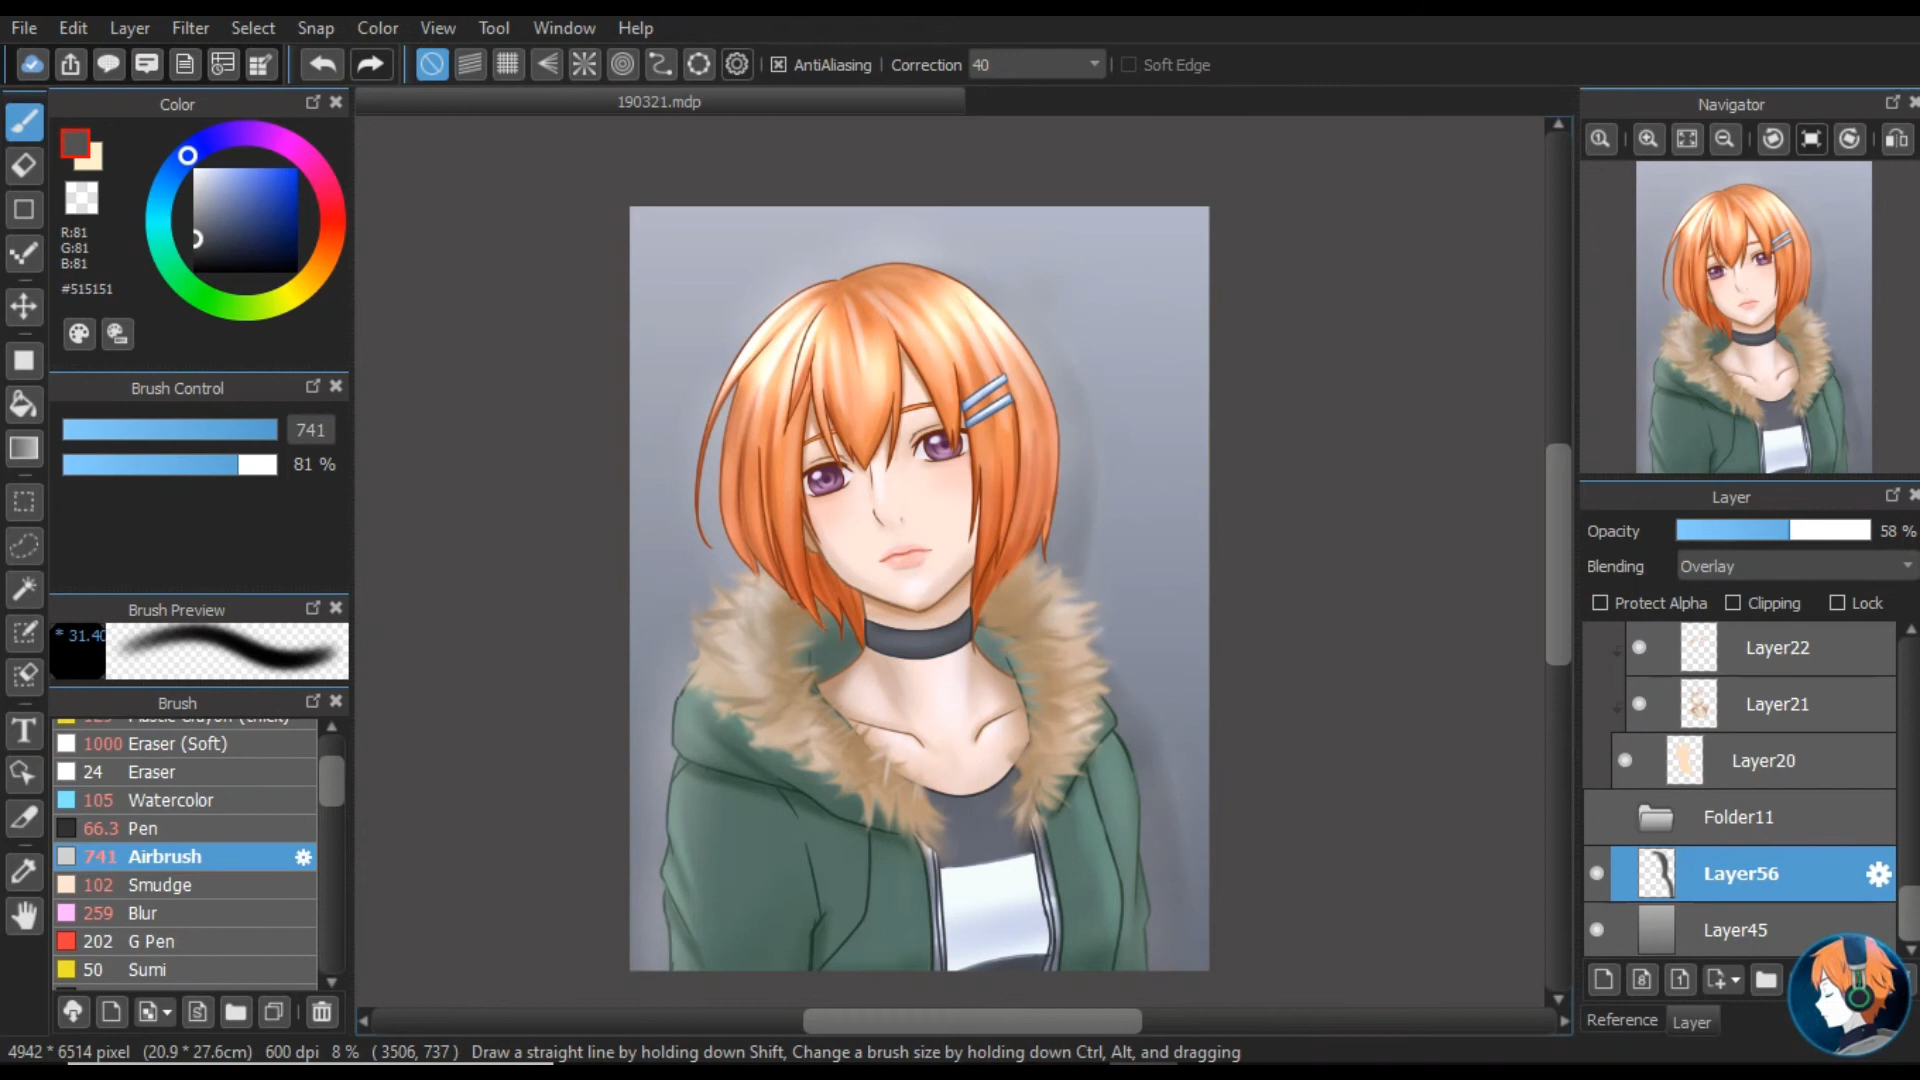 File Edit Layer Filter Select Snap Color View Tool Window Help
AntiAliasing Correction 40 Soft Edge
Color
R:81
G:81
B:81
#515151
Brush Control
741
81 %
Brush Preview
* 31.40
Brush
1000 Eraser (Soft)
24 Eraser
105 Watercolor
66.3 Pen
741 Airbrush
102 Smudge
259 Blur
202 G Pen
50 Sumi
190321.mdp
Navigator
Layer
Opacity 58 %
Blending Overlay
Protect Alpha Clipping Lock
Layer22
Layer21
Layer20
Folder11
Layer56
Layer45
8 1
Reference Layer
4942 * 6514 pixel (20.9 * 27.6cm) 600 dpi 8 % ( 3506, 737 ) Draw a straight line by holding down Shift, Change a brush size by holding down Ctrl, Alt, and dragging